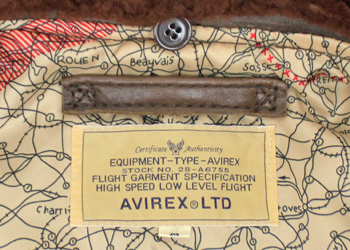 ROUEN
Beauvais
Certificate Authenticity
EQUIPMENT-TYPE-AVIREX
STOCK NO. 28-A6755
FLIGHT GARMENT SPECIFICATION
HIGH SPEED LOW LEVEL FLIGHT
AVIREX® LTD